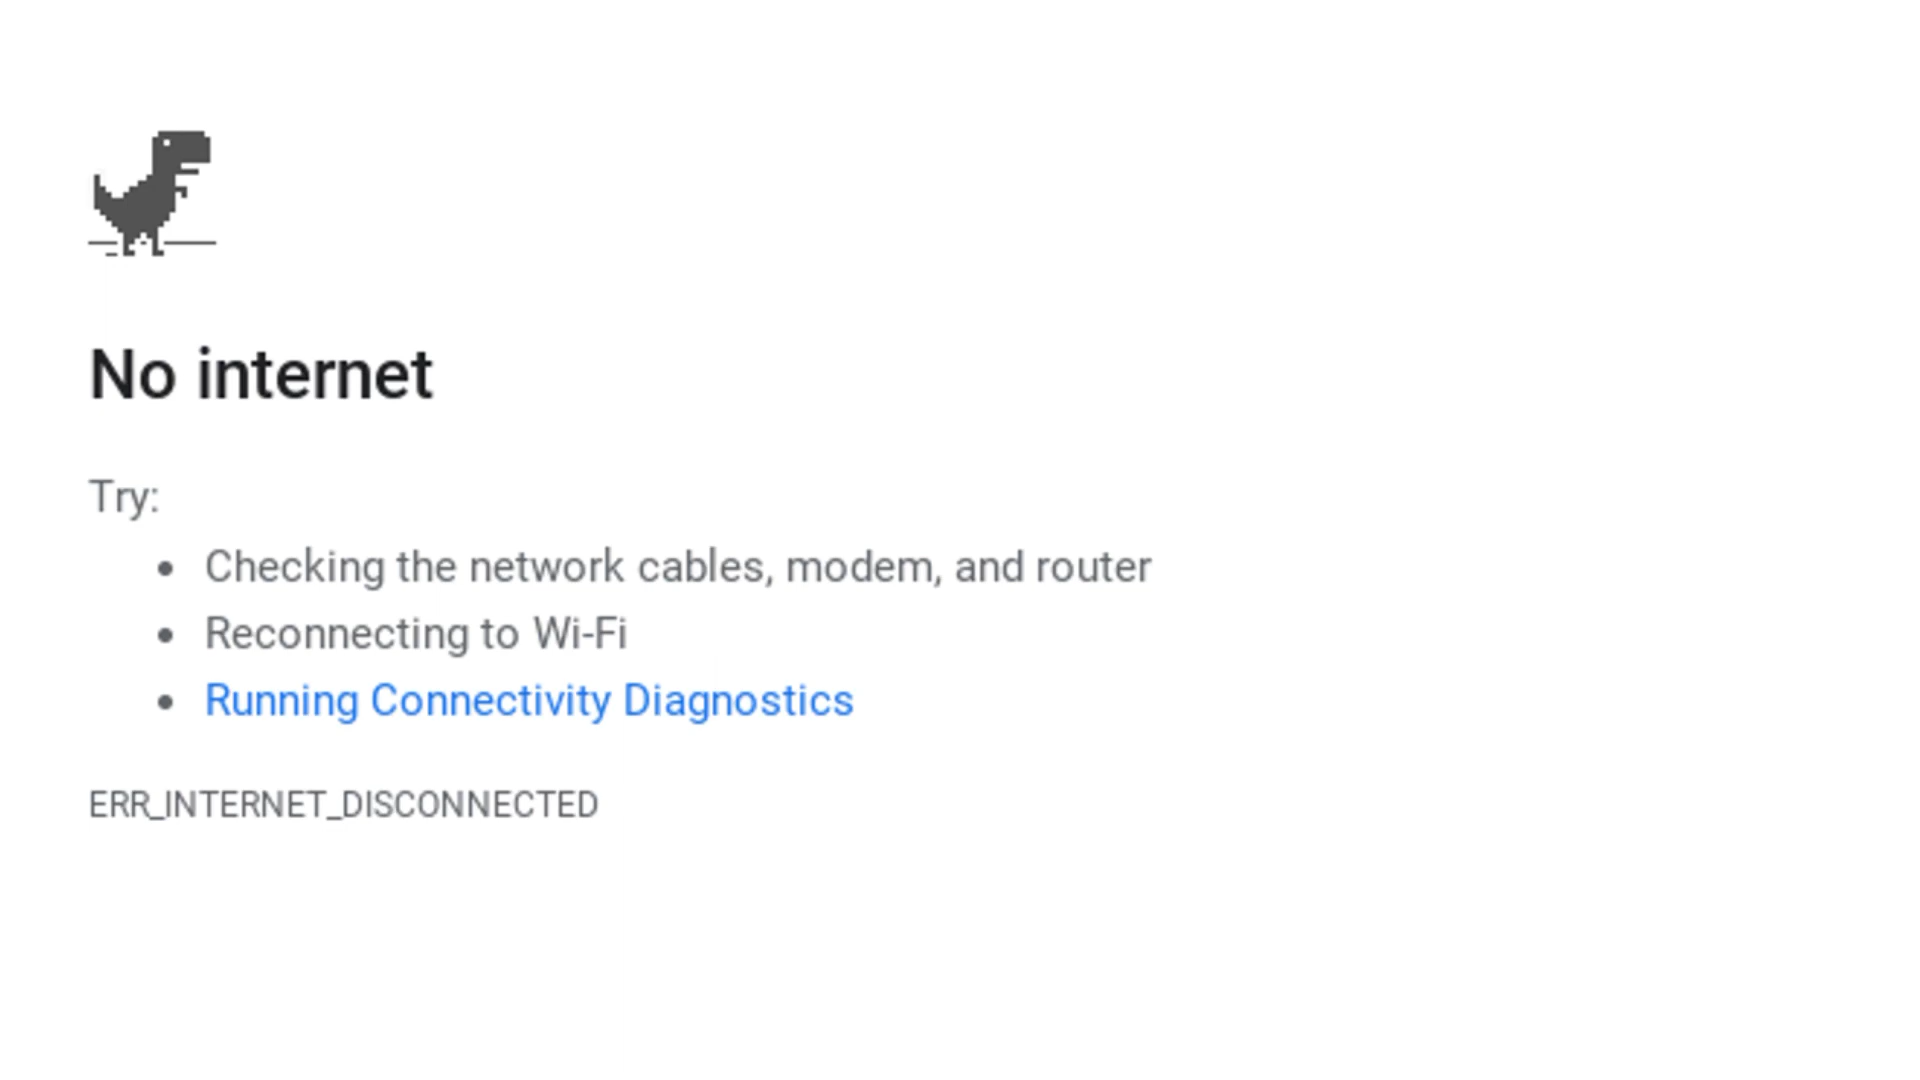 No internet
Try:
• Checking the network cables, modem, and router
• Reconnecting to Wi-Fi
• Running Connectivity Diagnostics
ERR_INTERNET_DISCONNECTED